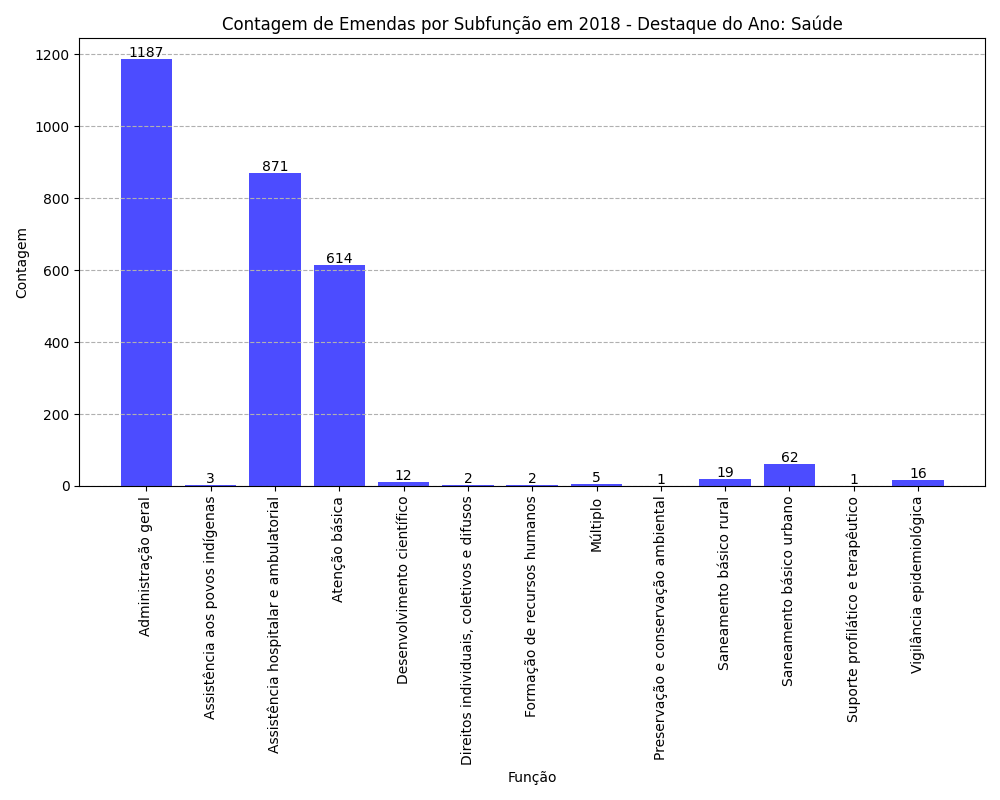 Contagem de Emendas por Subfunção em 2018 - Destaque do Ano: Saúde
Contagem
1200
1000
800
600
400
200
0
1187
3
871
614
12
2
2
5
1
19
62
1
16
Administração geral
Assistência aos povos indígenas
Assistência hospitalar e ambulatorial
Atenção básica
Desenvolvimento científico
Direitos individuais, coletivos e difusos
Formação de recursos humanos
Múltiplo
Preservação e conservação ambiental
Saneamento básico rural
Saneamento básico urbano
Suporte profilático e terapêutico
Vigilância epidemiológica
Função